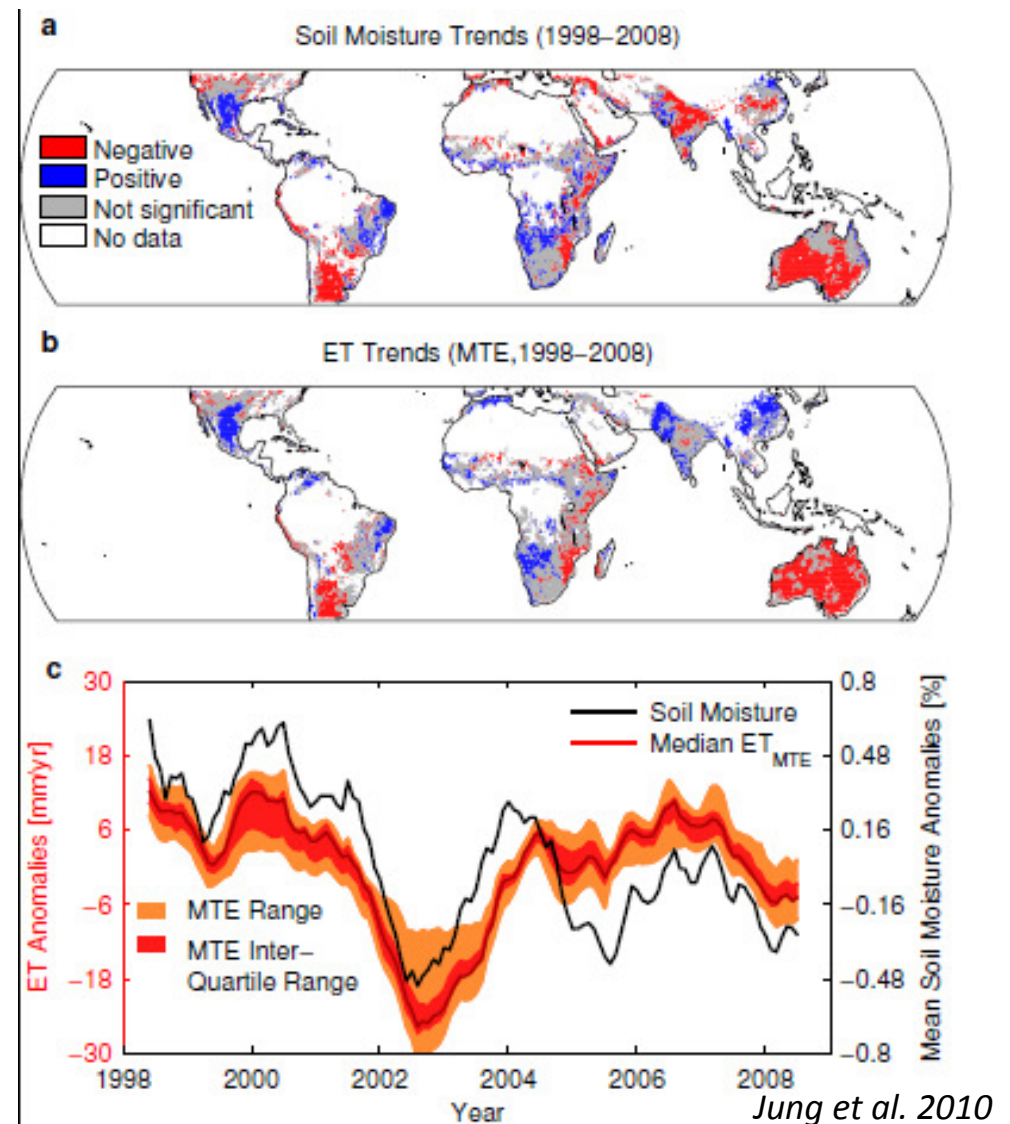 a
Soil Moisture Trends (1998−2008)
Negative
Positive
Not significant
No data
b
ET Trends (MTE,1998−2008)
c
30
18
6
−6
−18
−30
ET Anomalies [mm/yr]
Soil Moisture
Median ET MTE
MTE Range
MTE Inter−
Quartile Range
0.8
0.48
0.16
−0.16
−0.48
−0.8
Mean Soil Moisture Anomalies [%]
1998 2000 2002 2004 2006 2008
Year
Jung et al. 2010